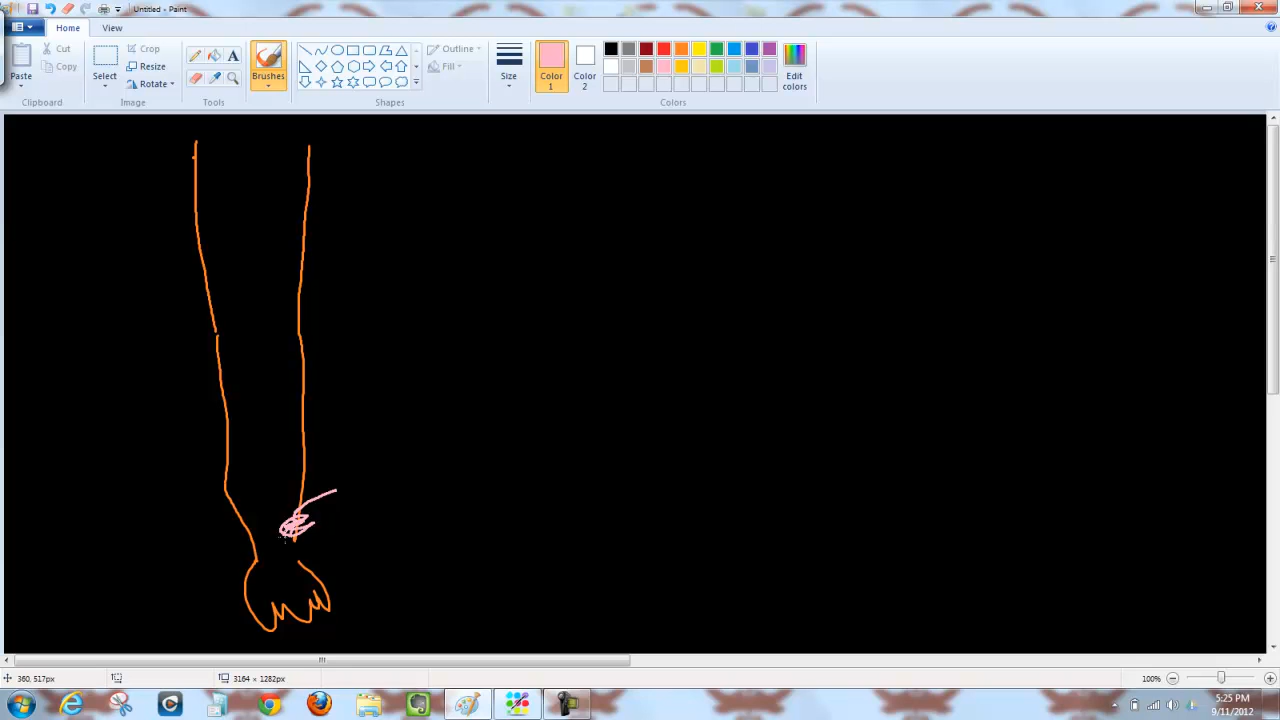 Untitled - Paint
Home
View
Paste
Cut
Copy
Clipboard
Select
Crop
Resize
Rotate
Image
A
Tools
Brushes
Outline
Fill
Shapes
Size
Color 1
Color 2
Edit colors
Colors
360, 517px
3164 × 1282px
100%
5:25 PM
9/11/2012